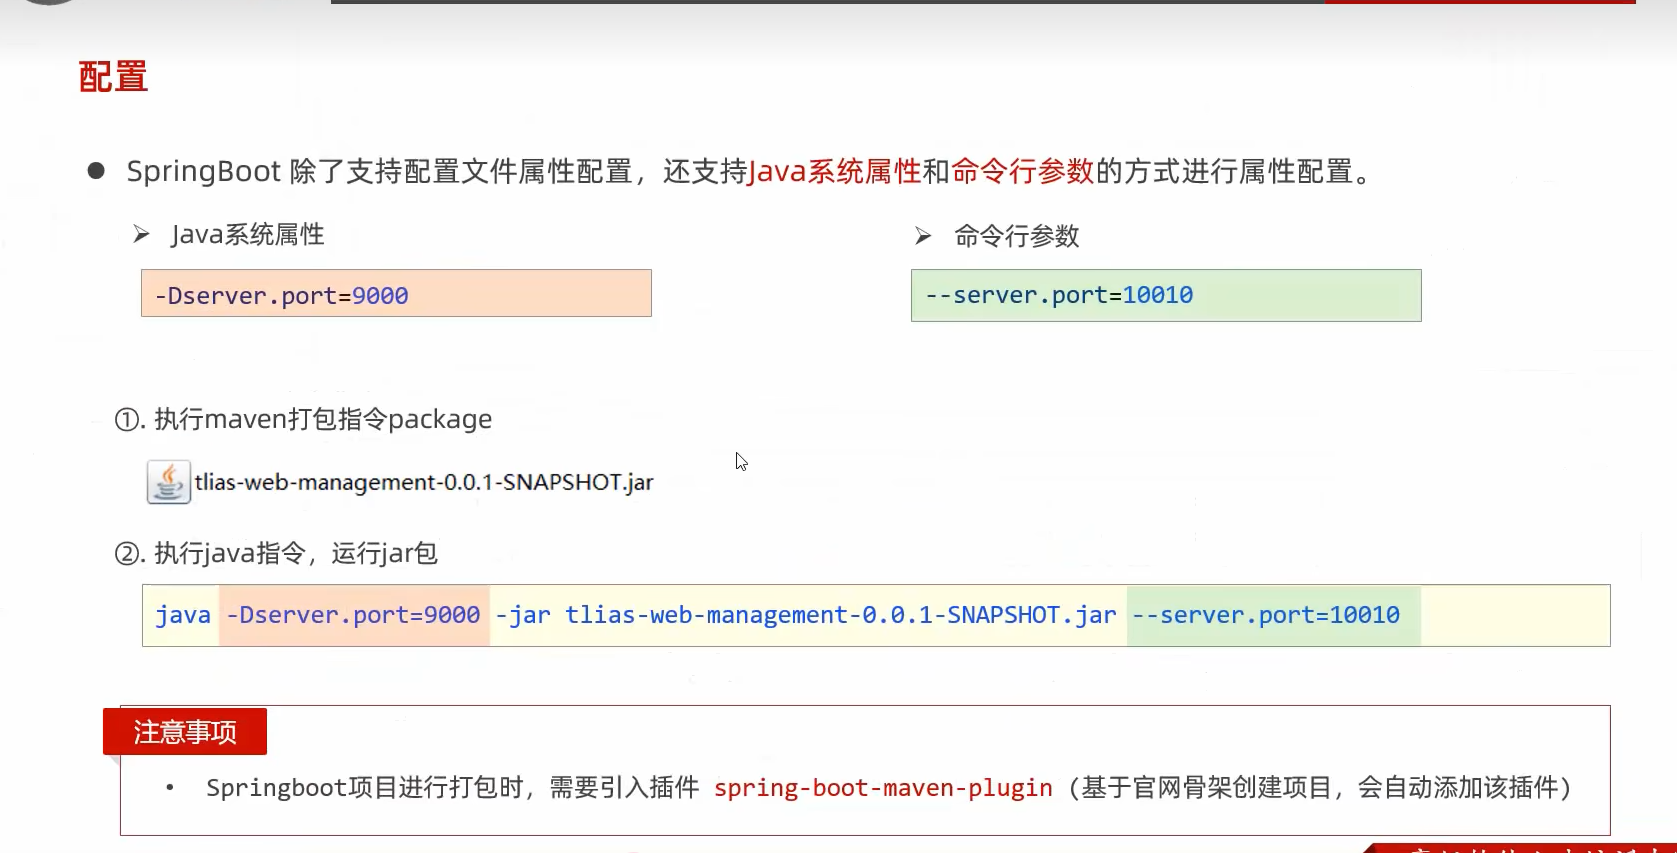 配置
● SpringBoot 除了支持配置文件属性配置，还支持Java系统属性和命令行参数的方式进行属性配置。
➢ Java系统属性
➢ 命令行参数
-Dserver.port=9000
--server.port=10010
①. 执行maven打包指令package
tlias-web-management-0.0.1-SNAPSHOT.jar
②. 执行java指令，运行jar包
java -Dserver.port=9000 -jar tlias-web-management-0.0.1-SNAPSHOT.jar --server.port=10010
注意事项
• Springboot项目进行打包时，需要引入插件 spring-boot-maven-plugin（基于官网骨架创建项目，会自动添加该插件）